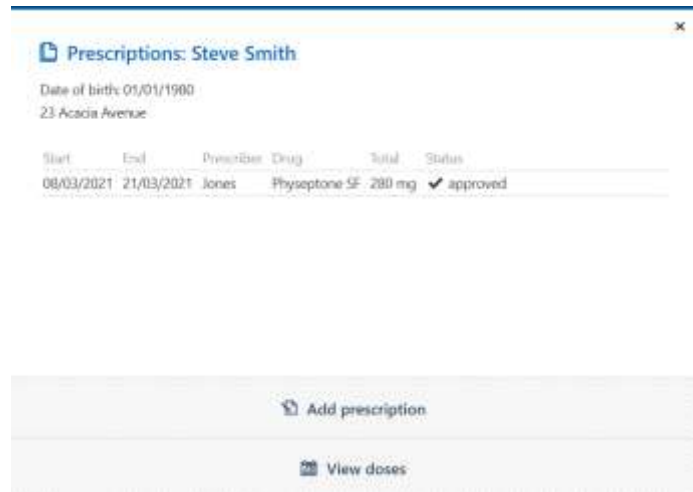 ×
Prescriptions: Steve Smith
Date of birth: 01/01/1980
23 Acacia Avenue
Start End Prescriber Drug Total Status
08/03/2021 21/03/2021 Jones Physeptone SF 280 mg ✔ approved
Add prescription
View doses